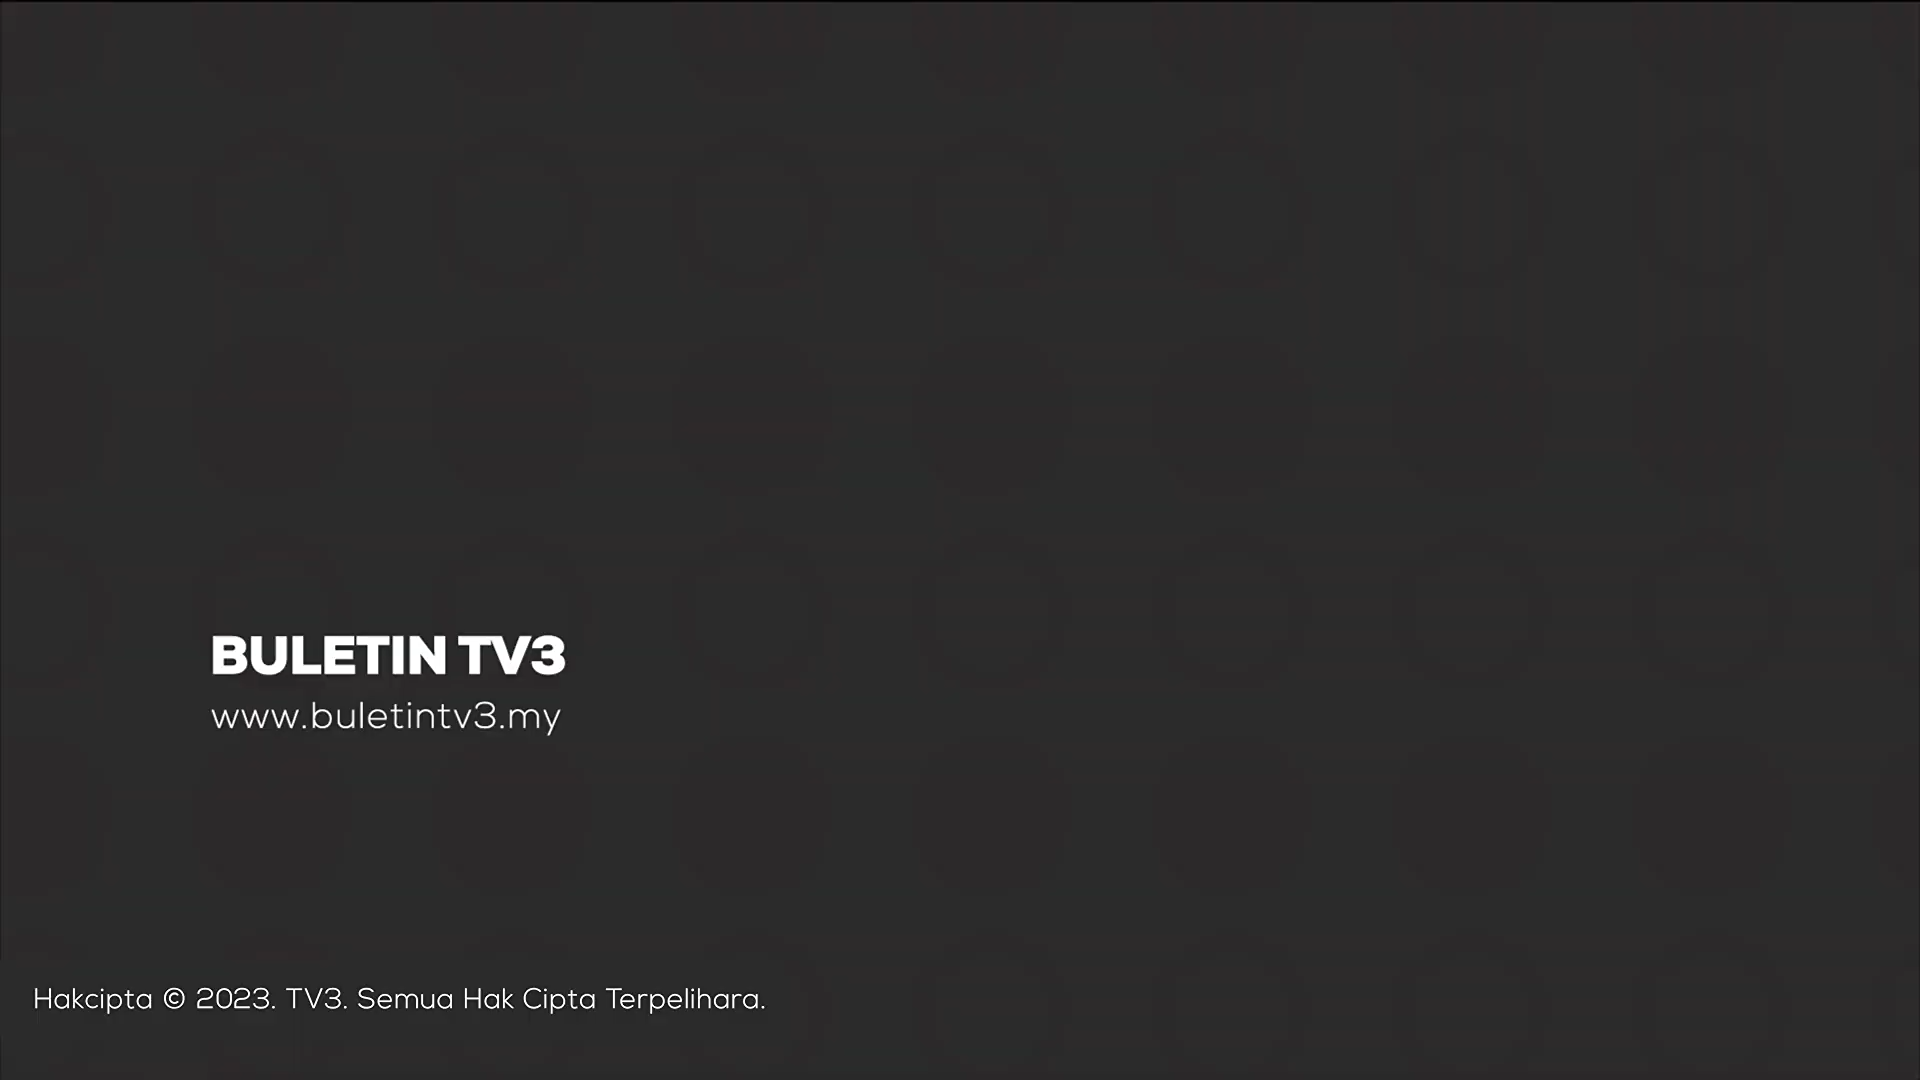 BULETIN TV3
www.buletintv3.my
Hakcipta © 2023. TV3. Semua Hak Cipta Terpelihara.